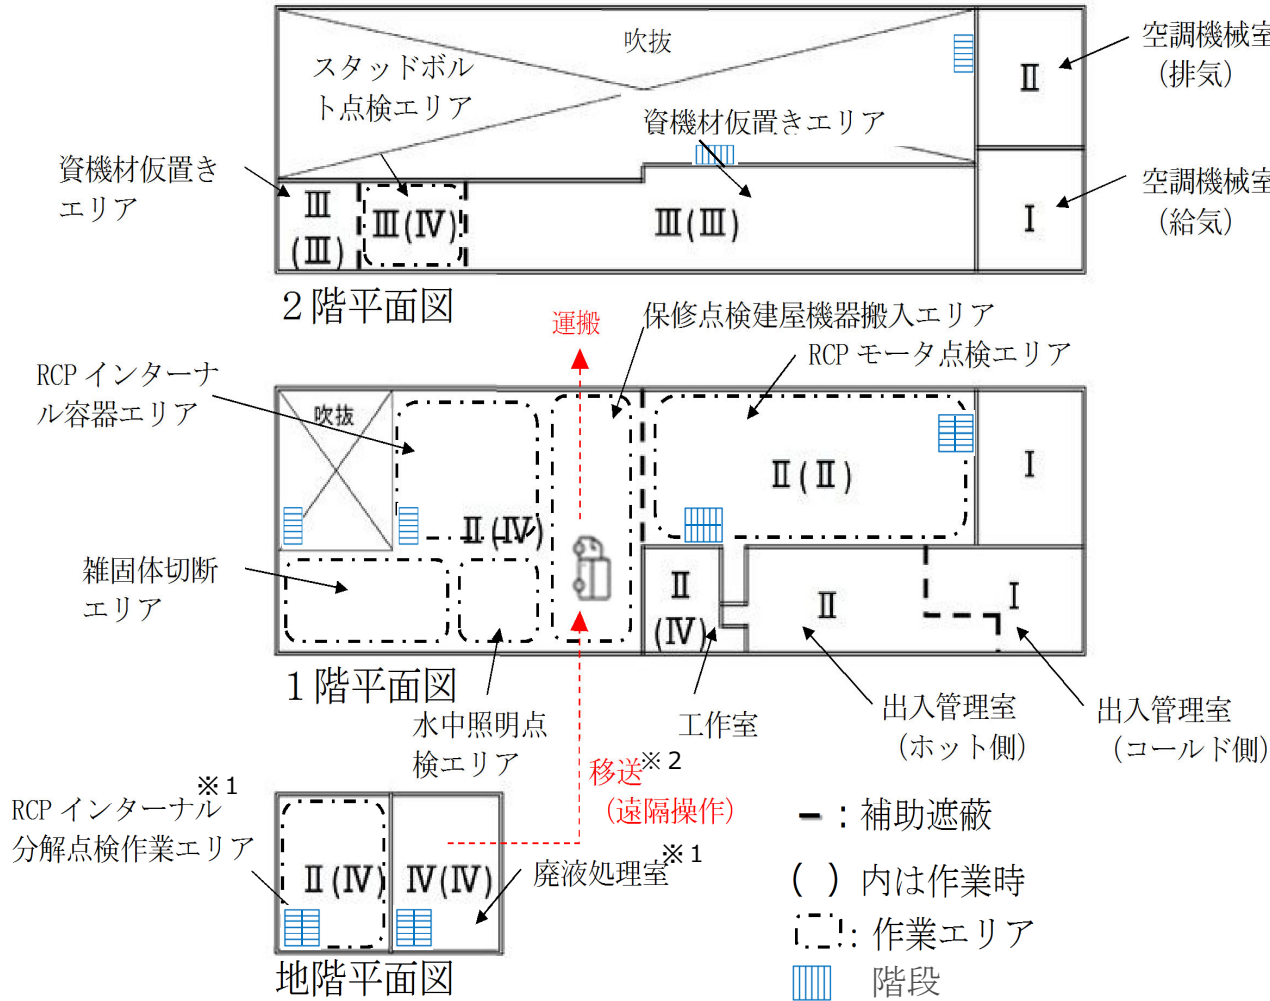 吹抜
スタッドボル
ト点検エリア
資機材仮置きエリア
資機材仮置き
エリア
空調機械室
(排気)
空調機械室
(給気)
Ⅱ
Ⅰ
Ⅲ
(Ⅲ)
Ⅲ(Ⅳ)
Ⅲ(Ⅲ)
２階平面図
運搬
保修点検建屋機器搬入エリア
RCP モータ点検エリア
RCP インターナ
ル容器エリア
吹抜
Ⅱ(Ⅳ)
Ⅱ(Ⅱ)
Ⅰ
雑固体切断
エリア
Ⅱ
(Ⅳ)
Ⅱ
Ⅰ
１階平面図
水中照明点
検エリア
工作室
出入管理室
(ホット側)
出入管理室
(コールド側)
移送※２
(遠隔操作)
RCP インターナル※１
分解点検作業エリア
Ⅱ(Ⅳ)
Ⅳ(Ⅳ)
廃液処理室※１
地階平面図
：補助遮蔽
( ) 内は作業時
：作業エリア
階段